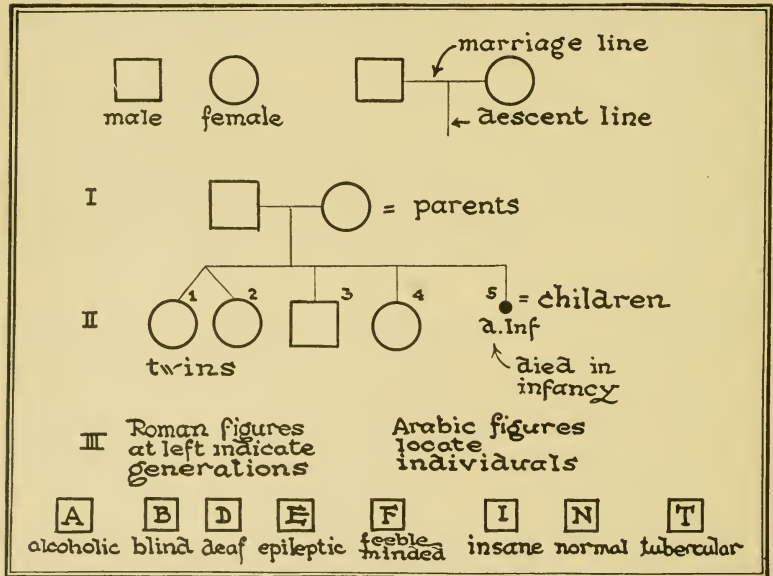 marriage line
male female
descent line
I
= parents
1 2 3 4 5 = children
II
d.Inf
twins
died in
infancy
III
Roman figures
at left indicate
generations
Arabic figures
locate
individuals
A B D E F I N T
alcoholic blind deaf epileptic feeble minded insane normal tubercular